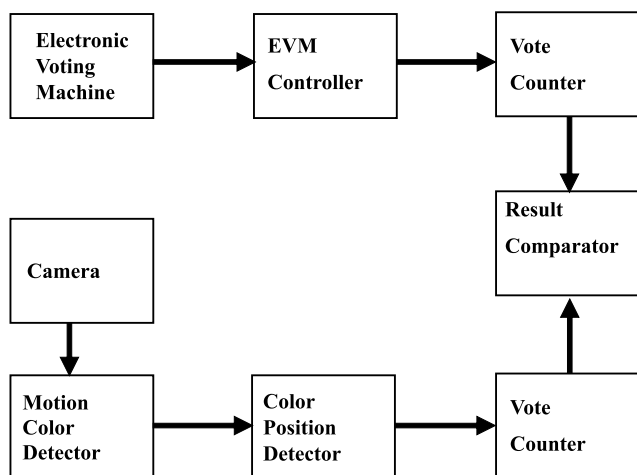 Electronic
Voting
Machine
EVM
Controller
Vote
Counter
Result
Comparator
Camera
Motion
Color
Detector
Color
Position
Detector
Vote
Counter